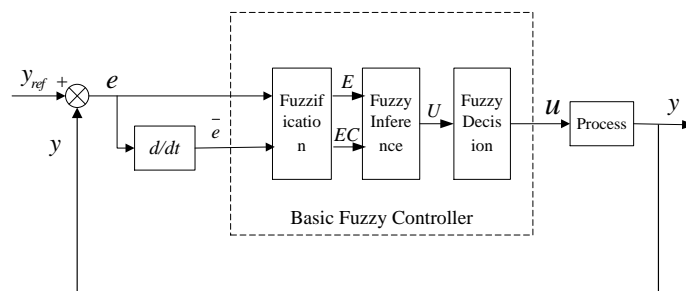 y_ref
+
e
y
d/dt
e̅
Fuzzif
icatio
n
E
EC
Fuzzy
Infere
nce
U
Fuzzy
Decis
ion
u
Process
y
Basic Fuzzy Controller